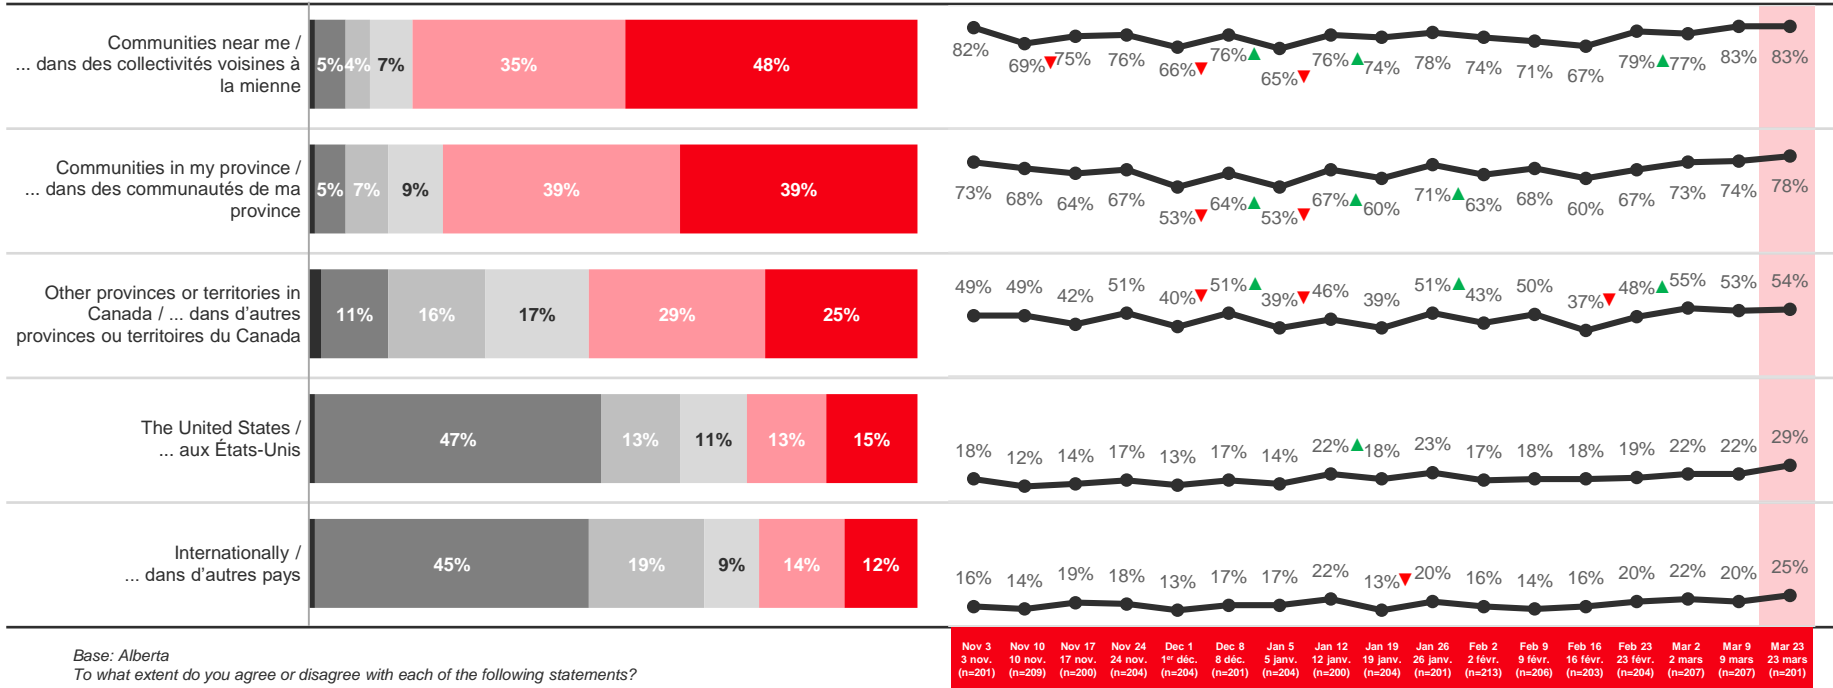 Communities near me /
... dans des collectivités voisines à
la mienne
5% 4% 7% 35% 48%
82% 69% 75% 76% 66% 76% 65% 76% 74% 78% 74% 71% 67% 79% 77% 83% 83%
Communities in my province /
... dans des communautés de ma
province
5% 7% 9% 39% 39%
73% 68% 64% 67% 53% 64% 53% 67% 60% 71% 63% 68% 60% 67% 73% 74% 78%
Other provinces or territories in
Canada / ... dans d'autres
provinces ou territoires du Canada
11% 16% 17% 29% 25%
49% 49% 42% 51% 40% 51% 39% 46% 39% 51% 43% 50% 37% 48% 55% 53% 54%
The United States /
... aux États-Unis
47% 13% 11% 13% 15%
18% 12% 14% 17% 13% 17% 14% 22% 18% 23% 17% 18% 18% 19% 22% 22% 29%
Internationally /
... dans d'autres pays
45% 19% 9% 14% 12%
16% 14% 19% 18% 13% 17% 17% 22% 13% 20% 16% 14% 16% 20% 22% 20% 25%
Nov 3 Nov 10 Nov 17 Nov 24 Dec 1 Dec 8 Jan 5 Jan 12 Jan 19 Jan 26 Feb 2 Feb 9 Feb 16 Feb 23 Mar 2 Mar 9 Mar 23
3 nov. 10 nov. 17 nov. 24 nov. 1er déc. 8 déc. 5 janv. 12 janv. 19 janv. 26 janv. 2 févr. 9 févr. 16 févr. 23 févr. 2 mars 9 mars 23 mars
(n=201) (n=209) (n=200) (n=204) (n=204) (n=201) (n=204) (n=200) (n=204) (n=201) (n=213) (n=206) (n=203) (n=204) (n=207) (n=207) (n=201)
Base: Alberta
To what extent do you agree or disagree with each of the following statements?